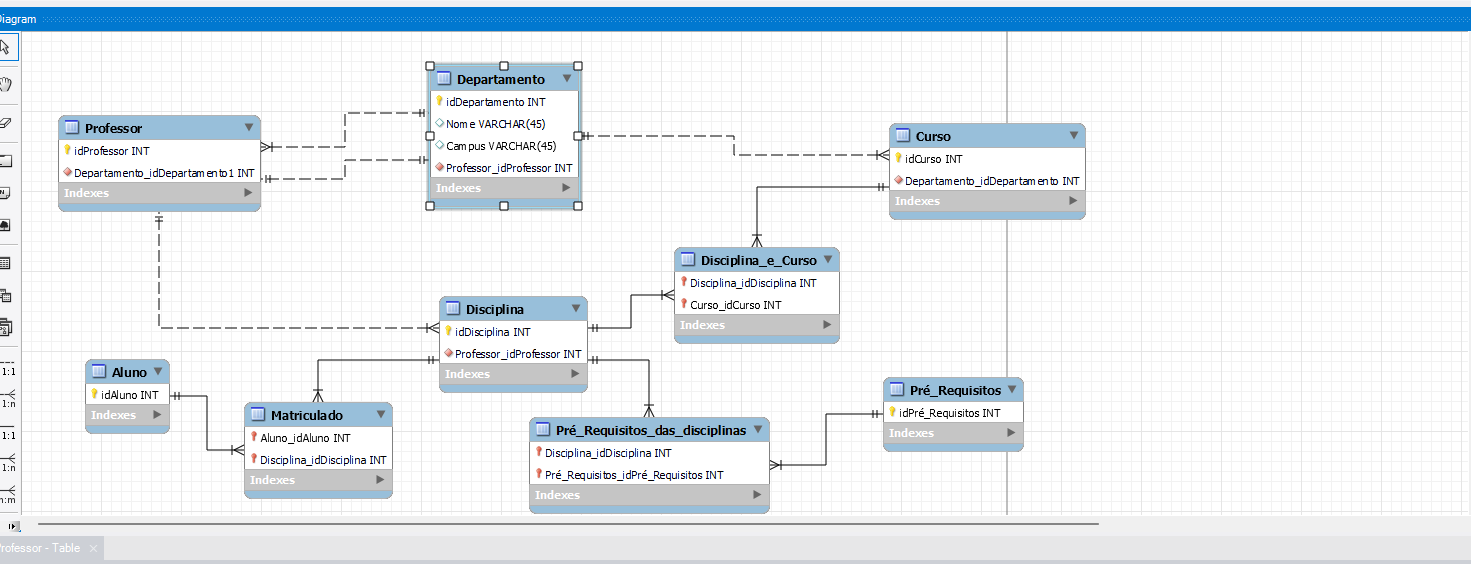 Diagram
Departamento
idDepartamento INT
Nome VARCHAR(45)
Campus VARCHAR(45)
Professor_idProfessor INT
Indexes
Professor
idProfessor INT
Departamento_idDepartamento1 INT
Indexes
Curso
idCurso INT
Departamento_idDepartamento INT
Indexes
Disciplina_e_Curso
Disciplina_idDisciplina INT
Curso_idCurso INT
Indexes
Disciplina
idDisciplina INT
Professor_idProfessor INT
Indexes
Aluno
idAluno INT
Indexes
Matriculado
Aluno_idAluno INT
Disciplina_idDisciplina INT
Indexes
Pré_Requisitos_das_disciplinas
Disciplina_idDisciplina INT
Pré_Requisitos_idPré_Requisitos INT
Indexes
Pré_Requisitos
idPré_Requisitos INT
Indexes
1:1
1:n
1:1
1:n
n:m
rofessor - Table